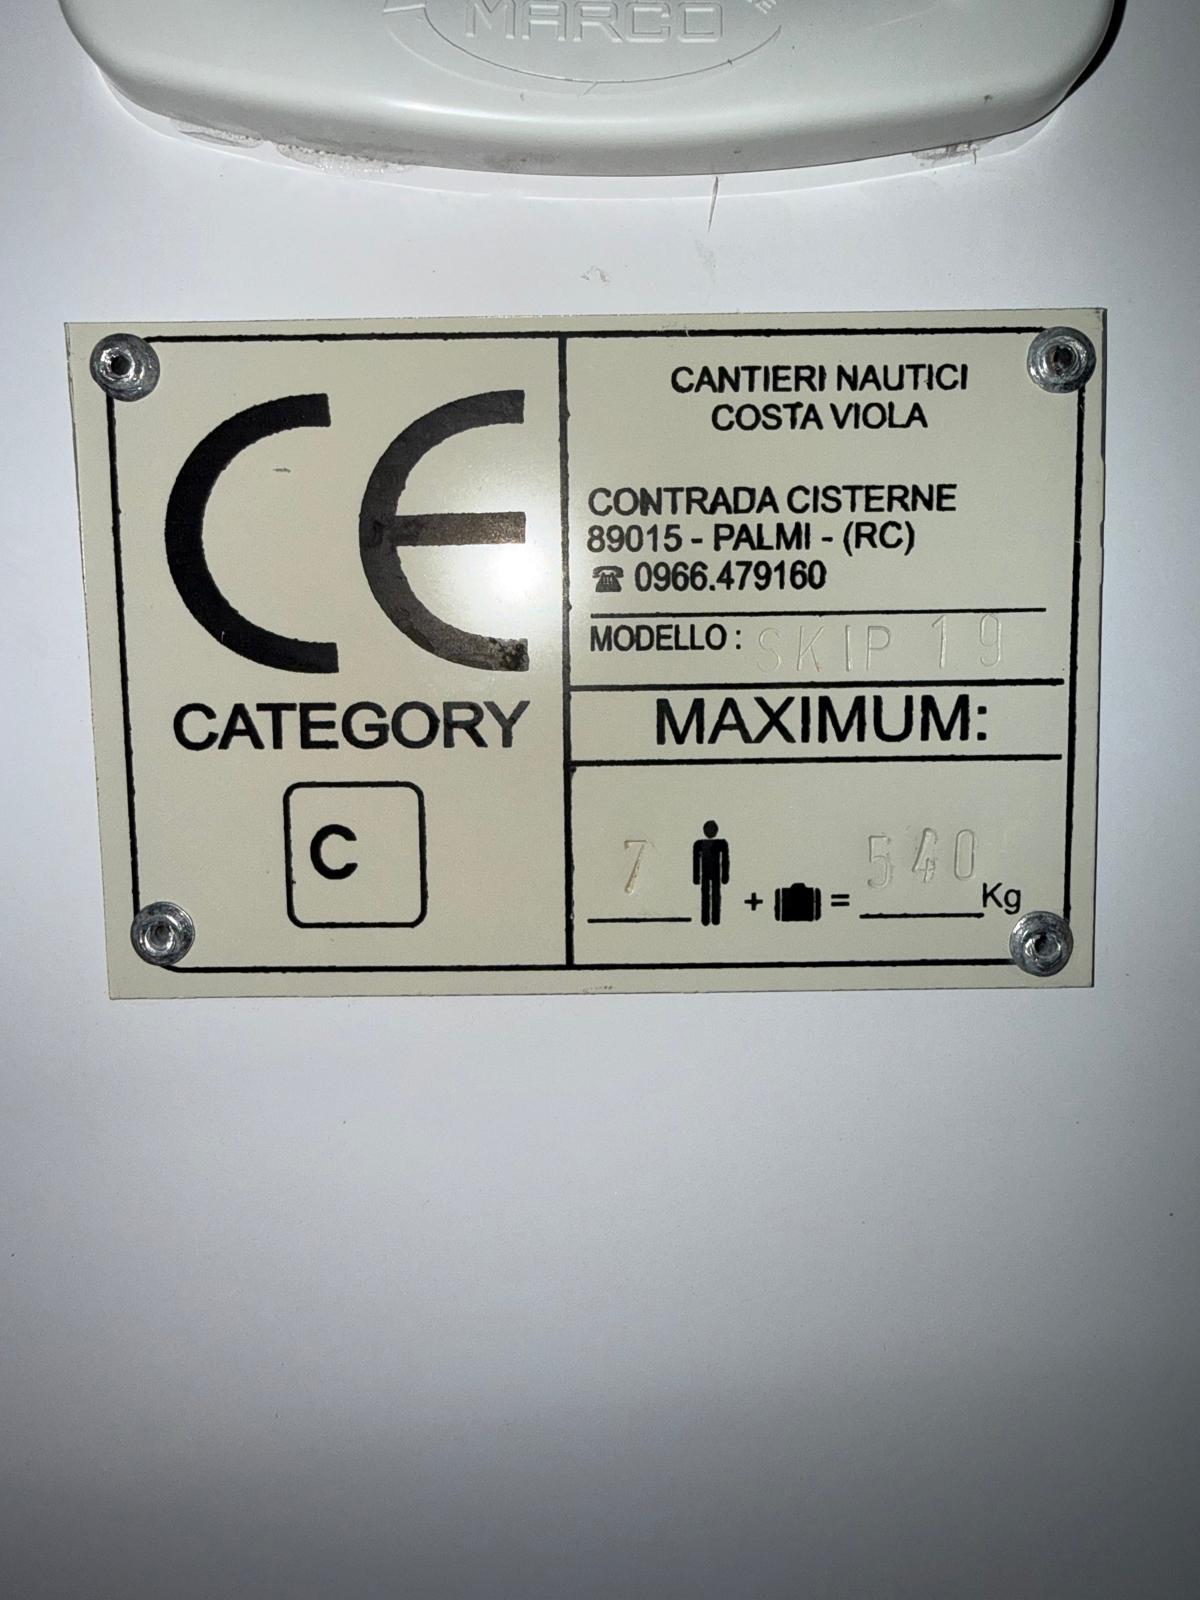 MARCO
CE
CATEGORY
C
CANTIERI NAUTICI
COSTA VIOLA
CONTRADA CISTERNE
89015 - PALMI - (RC)
☎ 0966.479160
MODELLO: SKIP 19
MAXIMUM:
7 + = 540 Kg